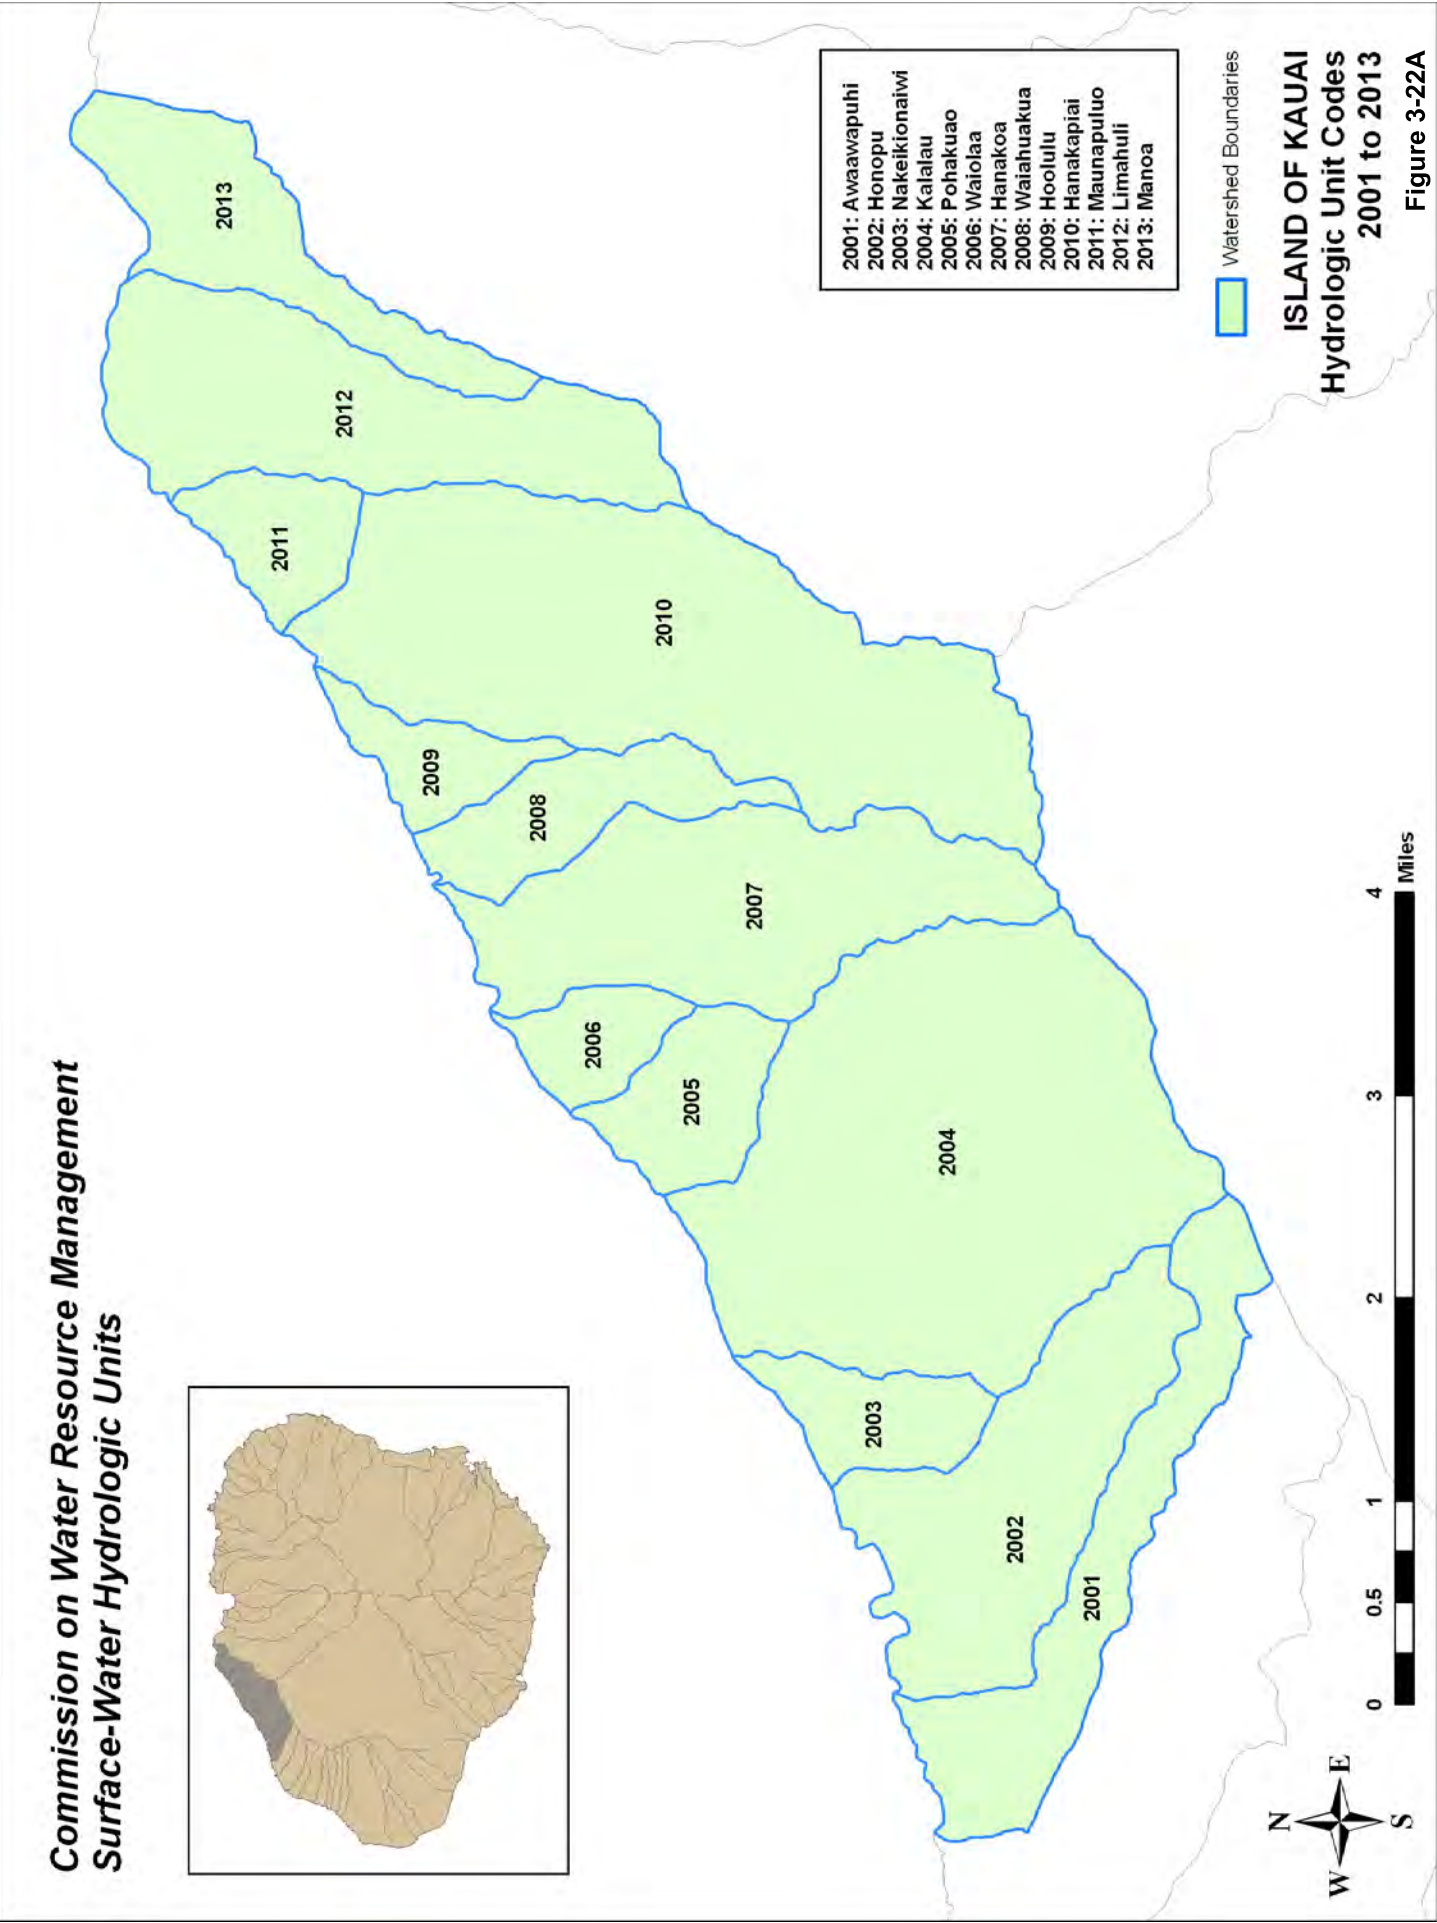 Commission on Water Resource Management
Surface-Water Hydrologic Units
2013
2012
2011
2010
2009
2008
2007
2006
2005
2004
2003
2002
2001
2001: Awaawapuhi
2002: Honopu
2003: Nakeikionaiwi
2004: Kalalau
2005: Pohakuao
2006: Waiolaa
2007: Hanakoa
2008: Waiahuakua
2009: Hoolulu
2010: Hanakapiai
2011: Maunapuluo
2012: Limahuli
2013: Manoa
Watershed Boundaries
ISLAND OF KAUAI
Hydrologic Unit Codes
2001 to 2013
Figure 3-22A
N
W E
S
0 0.5 1 2 3 4
Miles